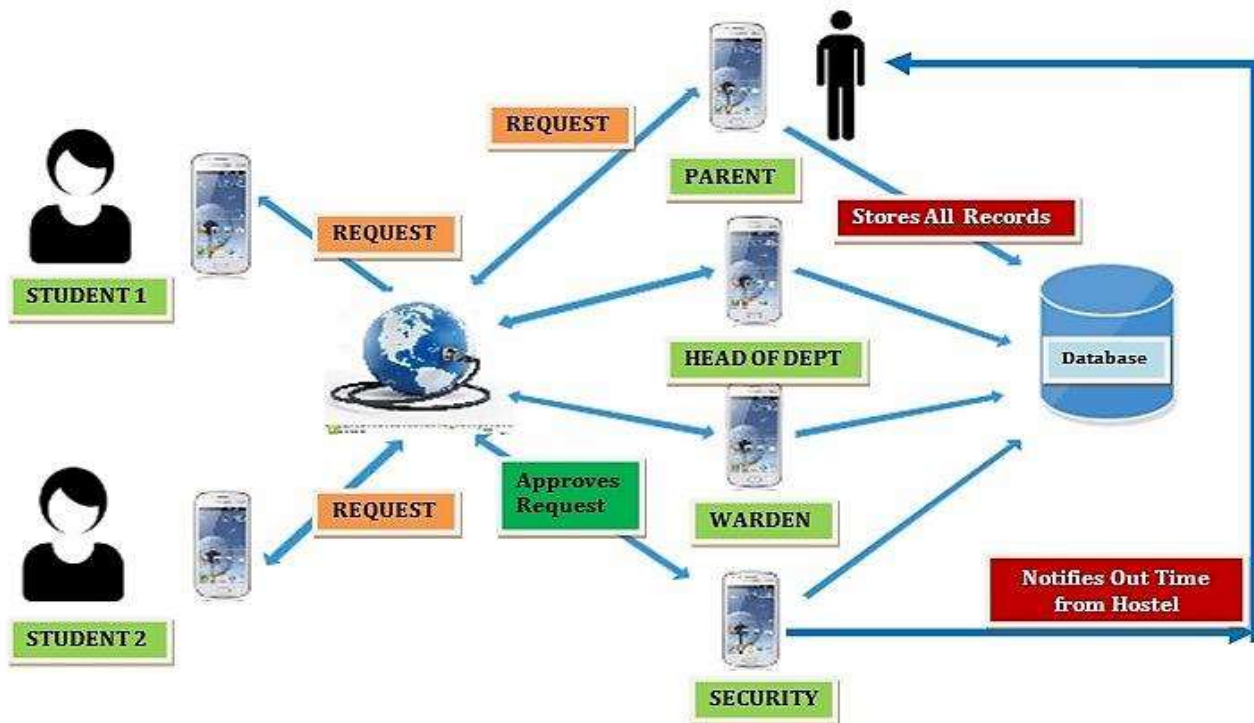 REQUEST
PARENT
Stores All Records
REQUEST
STUDENT 1
HEAD OF DEPT
Database
REQUEST
Approves
Request
WARDEN
Notifies Out Time
from Hostel
STUDENT 2
SECURITY